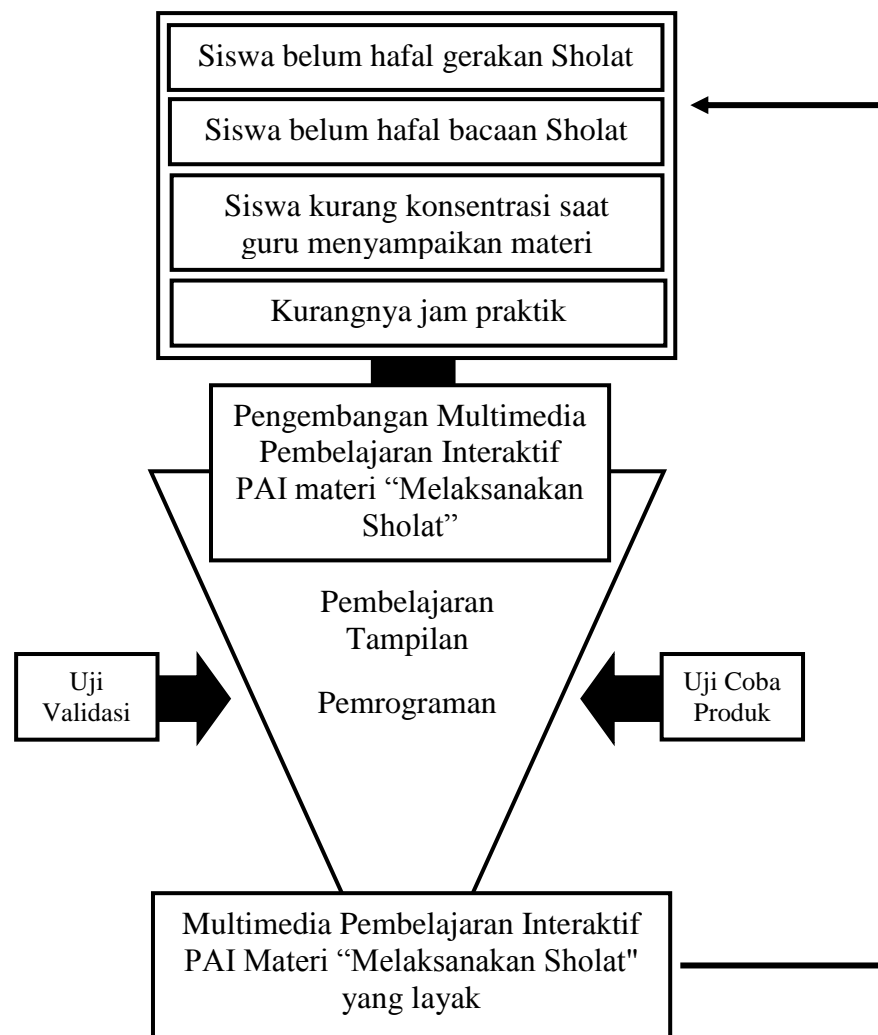 Siswa belum hafal gerakan Sholat
Siswa belum hafal bacaan Sholat
Siswa kurang konsentrasi saat
guru menyampaikan materi
Kurangnya jam praktik
Pengembangan Multimedia
Pembelajaran Interaktif
PAI materi “Melaksanakan
Sholat”
Pembelajaran
Tampilan
Pemrograman
Uji
Validasi
Uji Coba
Produk
Multimedia Pembelajaran Interaktif
PAI Materi “Melaksanakan Sholat"
yang layak